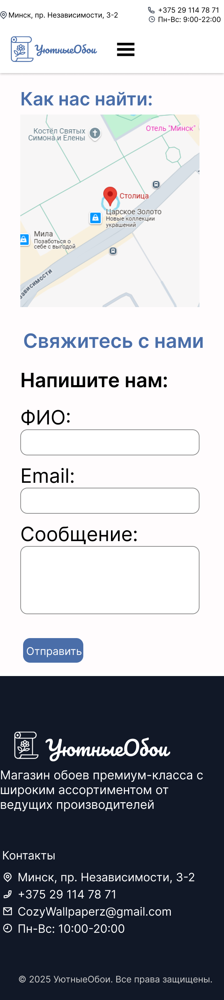 Минск, пр. Независимости, 3-2
+375 29 114 78 71
Пн-Вс: 9:00-22:00
УютныеОбои
Как нас найти:
Костёл Святых
Симона и Елены
Отель "Минск"
Столица
Царское Золото
Новые коллекции
украшений
Мила
Позаботься о
себе с выгодой
зависимости
Свяжитесь с нами
Напишите нам:
ФИО:
Email:
Сообщение:
Отправить
УютныеОбои
Магазин обоев премиум-класса с
широким ассортиментом от
ведущих производителей
Контакты
Минск, пр. Независимости, 3-2
+375 29 114 78 71
CozyWallpaperz@gmail.com
Пн-Вс: 10:00-20:00
© 2025 УютныеОбои. Все права защищены.